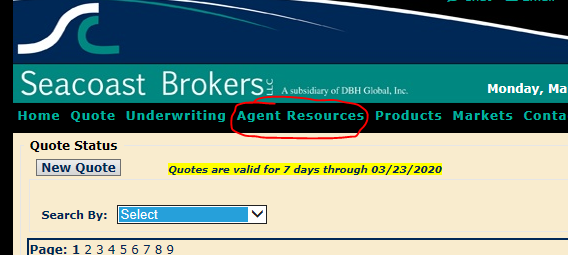 Seacoast Brokers LLC A subsidiary of DBH Global, Inc.
Monday, Ma
Home Quote Underwriting Agent Resources Products Markets Conta
Quote Status
New Quote Quotes are valid for 7 days through 03/23/2020
Search By: Select
Page: 1 2 3 4 5 6 7 8 9